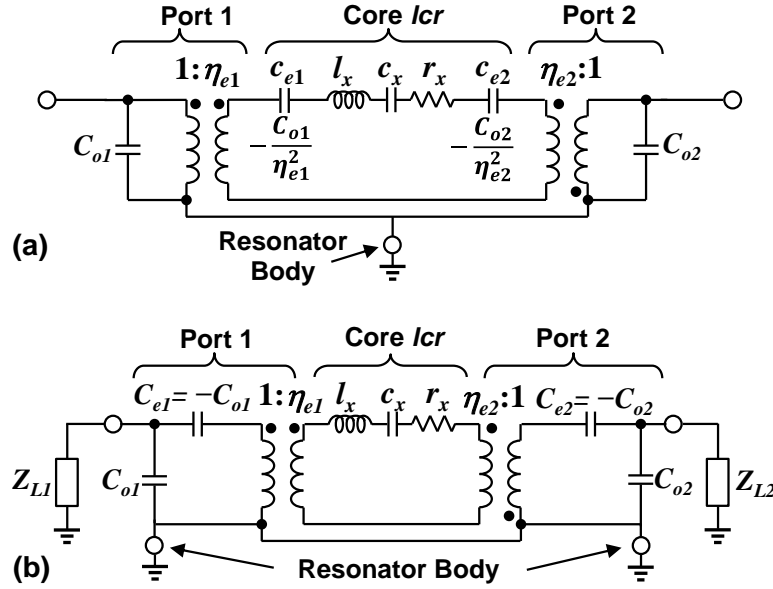 Port 1 Core lcr Port 2
1:ηe1 ce1 lx cx rx ce2 ηe2:1
Co1 −Co1/η²e1 −Co2/η²e2 Co2
(a) Resonator Body
Port 1 Core lcr Port 2
Ce1= −Co1 1:ηe1 lx cx rx ηe2:1 Ce2= −Co2
ZL1 Co1 Co2 ZL2
(b) Resonator Body